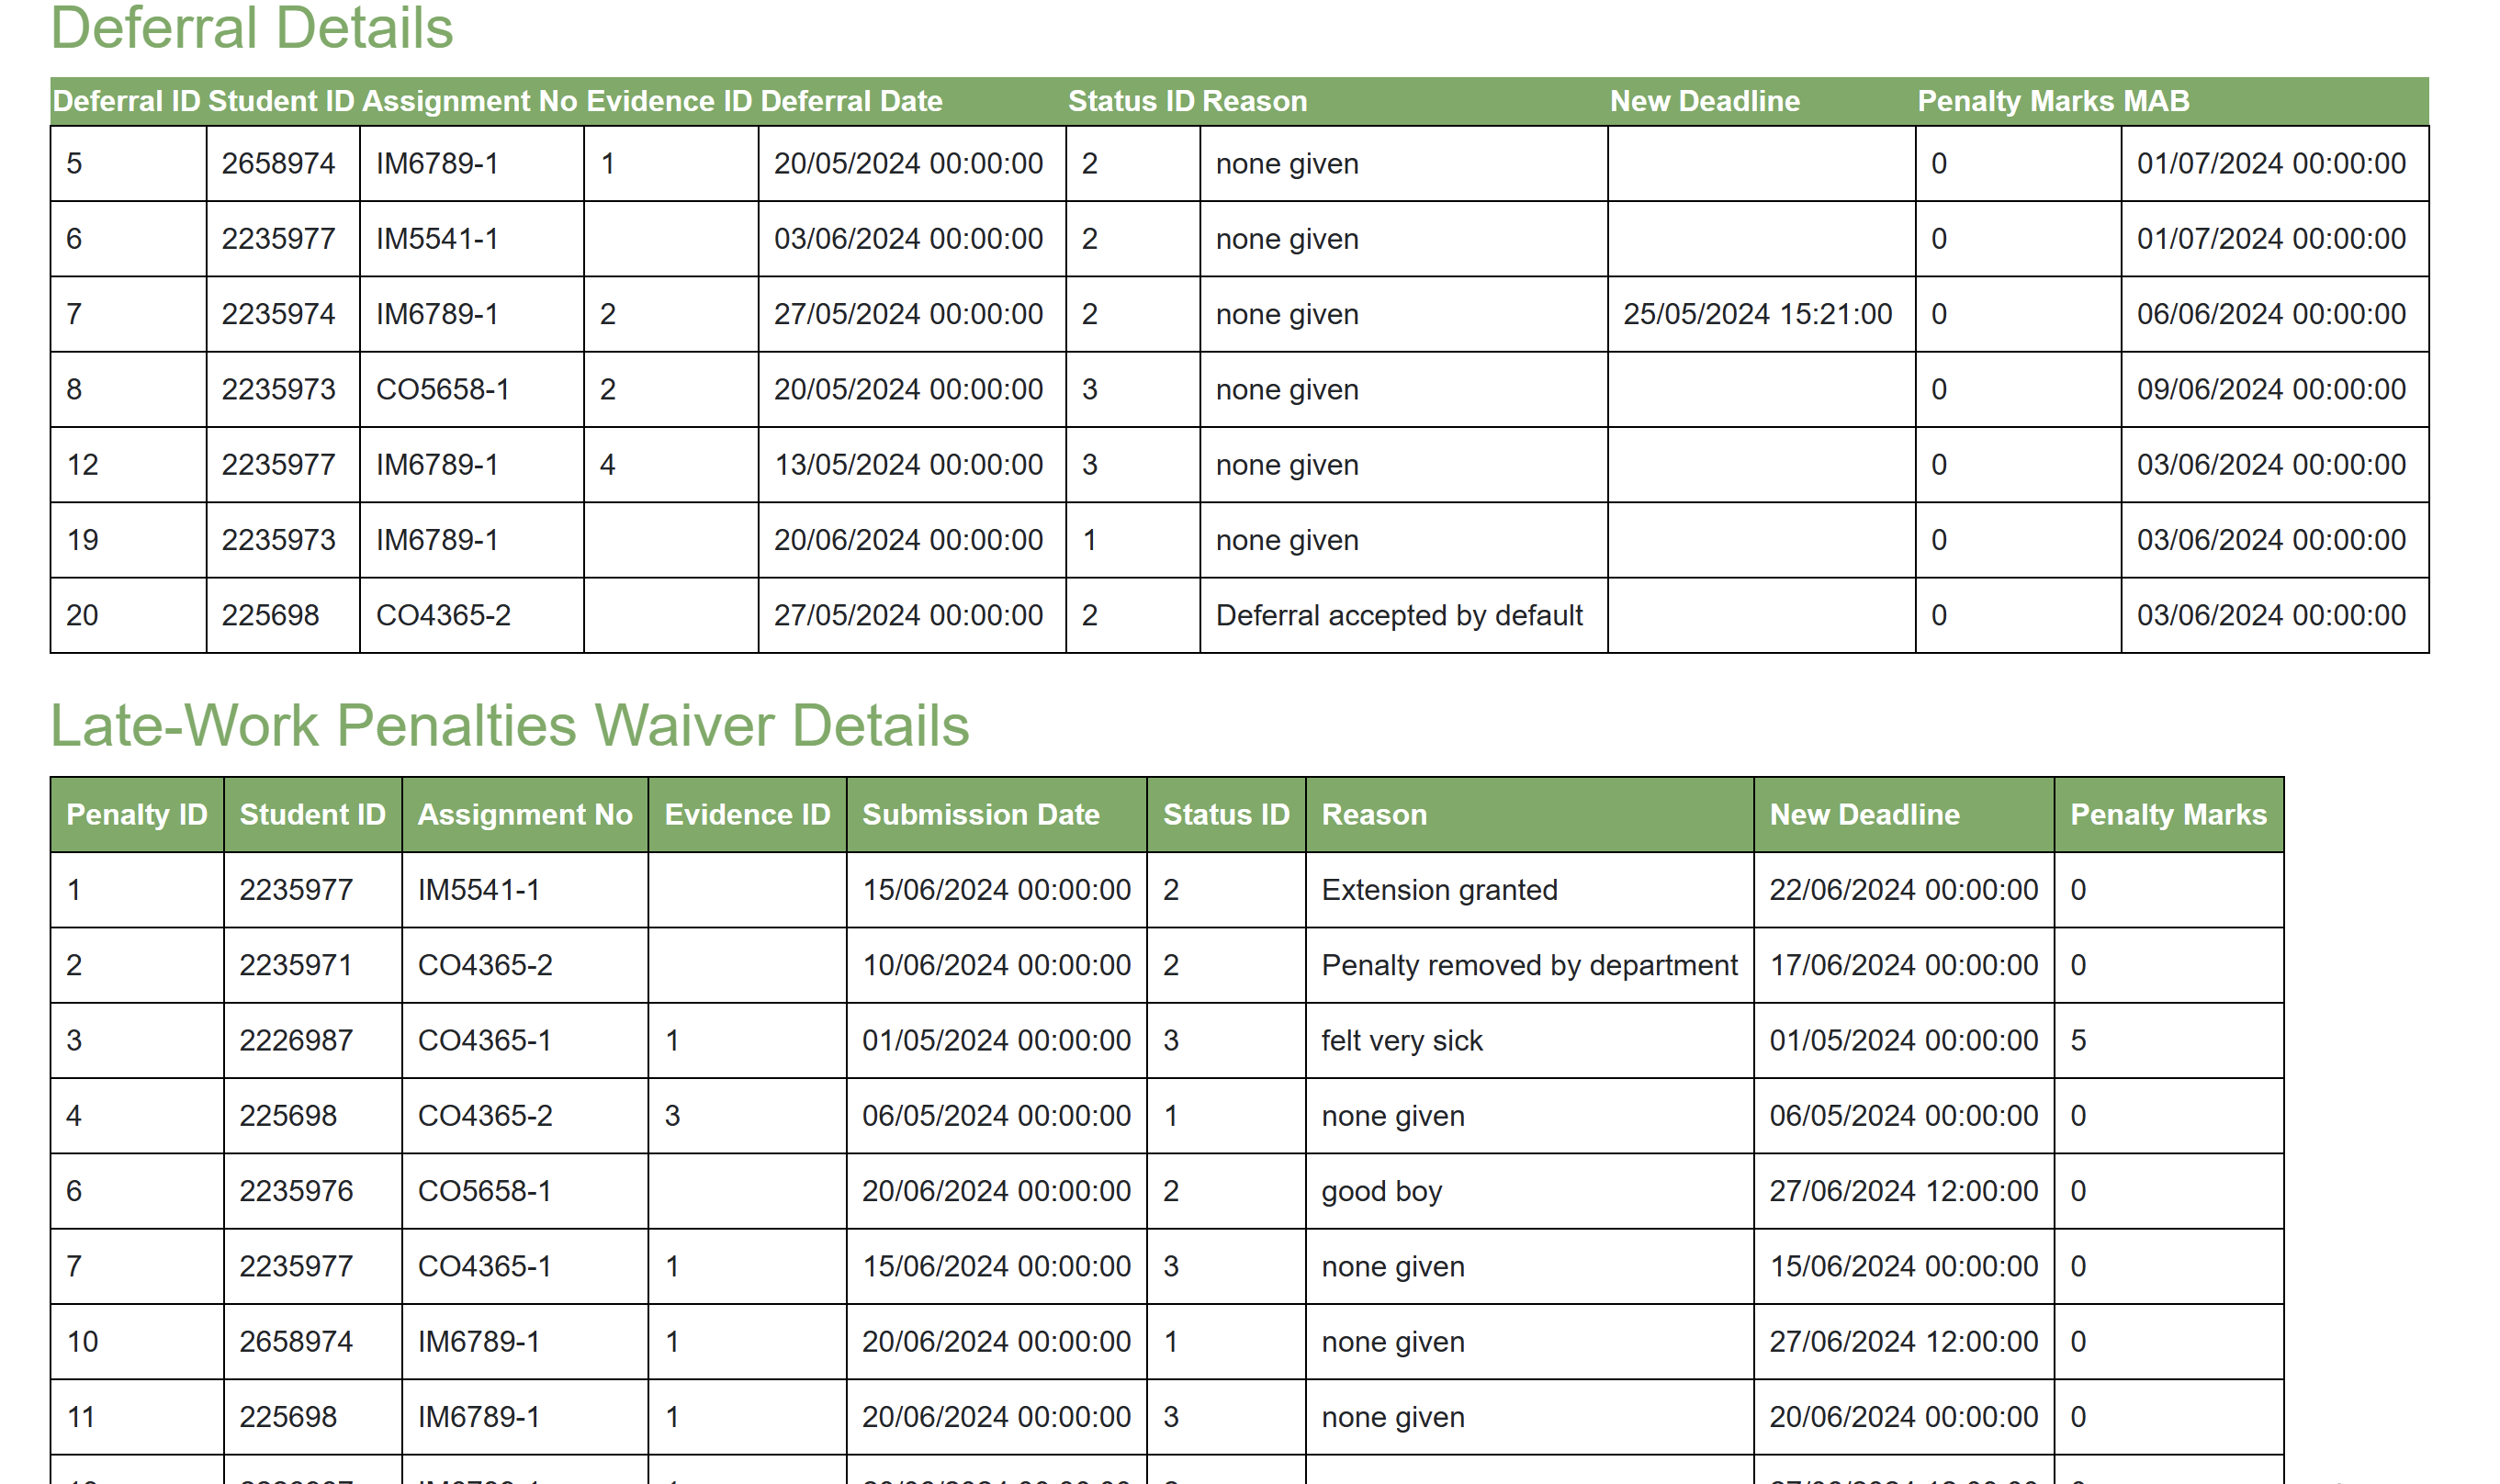 Deferral Details
Deferral ID Student ID Assignment No Evidence ID Deferral Date Status ID Reason New Deadline Penalty Marks MAB
5 2658974 IM6789-1 1 20/05/2024 00:00:00 2 none given 0 01/07/2024 00:00:00
6 2235977 IM5541-1 03/06/2024 00:00:00 2 none given 0 01/07/2024 00:00:00
7 2235974 IM6789-1 2 27/05/2024 00:00:00 2 none given 25/05/2024 15:21:00 0 06/06/2024 00:00:00
8 2235973 CO5658-1 2 20/05/2024 00:00:00 3 none given 0 09/06/2024 00:00:00
12 2235977 IM6789-1 4 13/05/2024 00:00:00 3 none given 0 03/06/2024 00:00:00
19 2235973 IM6789-1 20/06/2024 00:00:00 1 none given 0 03/06/2024 00:00:00
20 225698 CO4365-2 27/05/2024 00:00:00 2 Deferral accepted by default 0 03/06/2024 00:00:00
Late-Work Penalties Waiver Details
Penalty ID Student ID Assignment No Evidence ID Submission Date Status ID Reason New Deadline Penalty Marks
1 2235977 IM5541-1 15/06/2024 00:00:00 2 Extension granted 22/06/2024 00:00:00 0
2 2235971 CO4365-2 10/06/2024 00:00:00 2 Penalty removed by department 17/06/2024 00:00:00 0
3 2226987 CO4365-1 1 01/05/2024 00:00:00 3 felt very sick 01/05/2024 00:00:00 5
4 225698 CO4365-2 3 06/05/2024 00:00:00 1 none given 06/05/2024 00:00:00 0
6 2235976 CO5658-1 20/06/2024 00:00:00 2 good boy 27/06/2024 12:00:00 0
7 2235977 CO4365-1 1 15/06/2024 00:00:00 3 none given 15/06/2024 00:00:00 0
10 2658974 IM6789-1 1 20/06/2024 00:00:00 1 none given 27/06/2024 12:00:00 0
11 225698 IM6789-1 1 20/06/2024 00:00:00 3 none given 20/06/2024 00:00:00 0